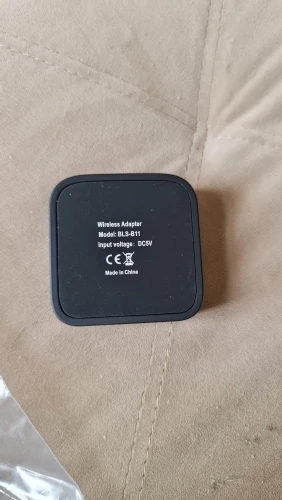 Wireless Adapter
Model: BLS-B11
Input voltage: DC5V
CE
Made in China